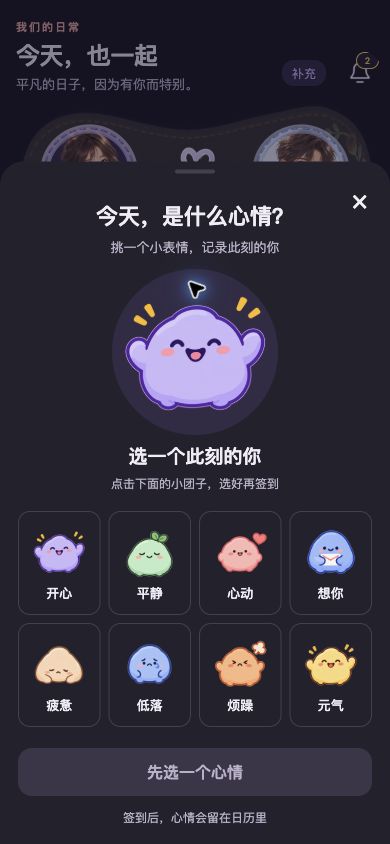 我们的日常
今天，也一起
平凡的日子，因为有你而特别。
补充
2
今天，是什么心情？
挑一个小表情，记录此刻的你
选一个此刻的你
点击下面的小团子，选好再签到
开心
平静
心动
想你
疲惫
低落
烦躁
元气
先选一个心情
签到后，心情会留在日历里